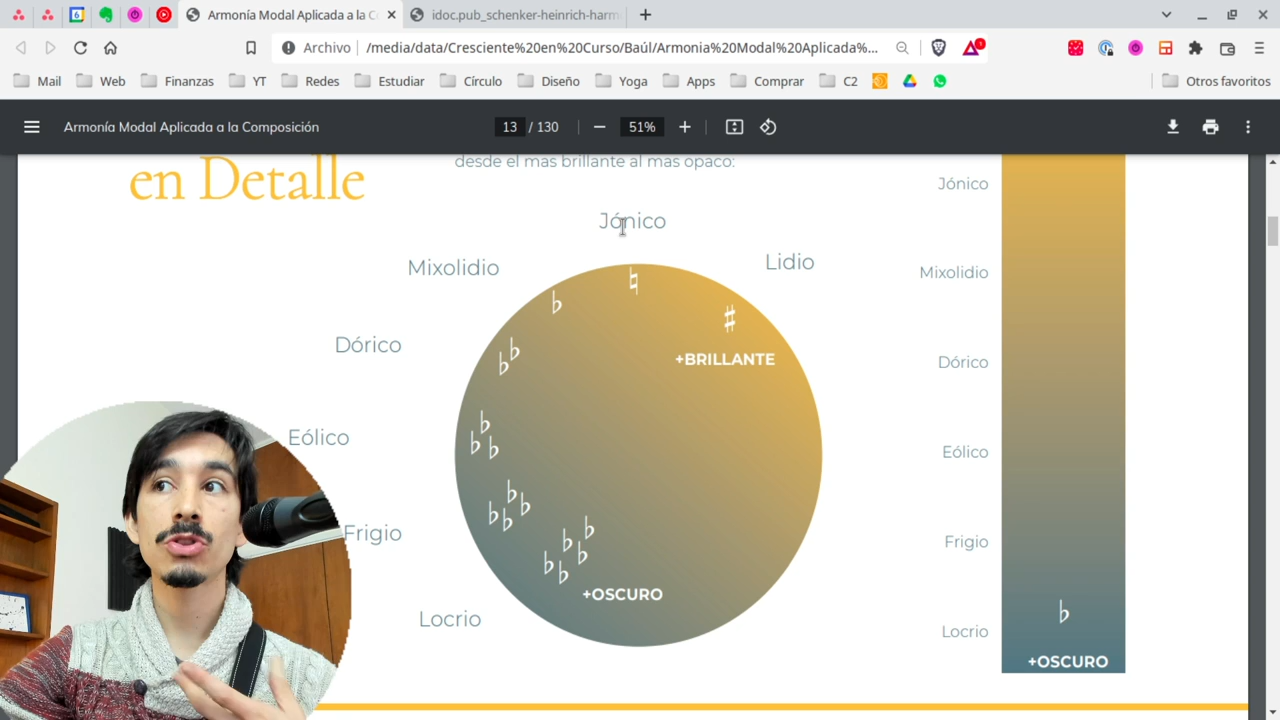 Armonía Modal Aplicada a la C
idoc.pub_schenker-heinrich-harm
Archivo
/media/data/Cresciente%20en%20Curso/Baúl/Armonia%20Modal%20Aplicada%...
Mail
Web
Finanzas
YT
Redes
Estudiar
Círculo
Diseño
Yoga
Apps
Comprar
C2
Otros favoritos
Armonía Modal Aplicada a la Composición
13 / 130
51%
en Detalle
desde el mas brillante al mas opaco:
Jónico
Lidio
Mixolidio
Dórico
Eólico
Frigio
Locrio
+BRILLANTE
+OSCURO
Jónico
Mixolidio
Dórico
Eólico
Frigio
Locrio
+OSCURO